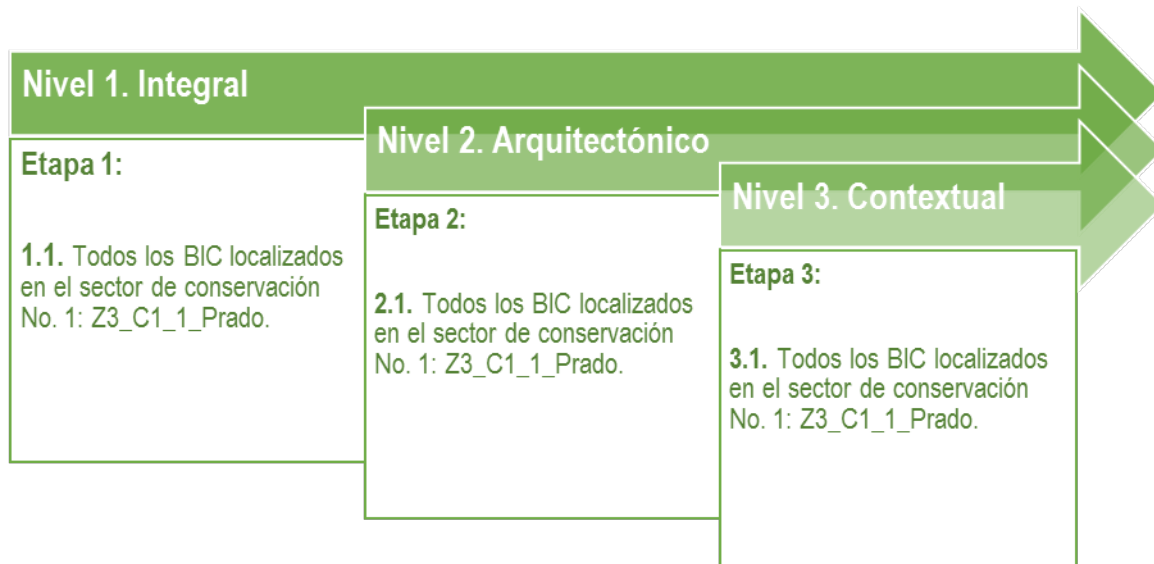 Nivel 1. Integral
Etapa 1:
1.1. Todos los BIC localizados
en el sector de conservación
No. 1: Z3_C1_1_Prado.
Nivel 2. Arquitectónico
Etapa 2:
2.1. Todos los BIC localizados
en el sector de conservación
No. 1: Z3_C1_1_Prado.
Nivel 3. Contextual
Etapa 3:
3.1. Todos los BIC localizados
en el sector de conservación
No. 1: Z3_C1_1_Prado.